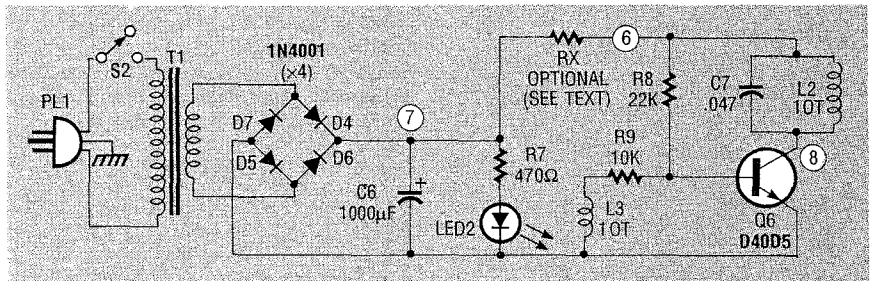 S2
T1
PL1
1N4001
(×4)
D7
D4
D5
D6
7
C6
1000µF
+
R7
470Ω
LED2
RX
OPTIONAL
(SEE TEXT)
6
R8
22K
R9
10K
L3
10T
C7
.047
L2
10T
8
Q6
D40D5